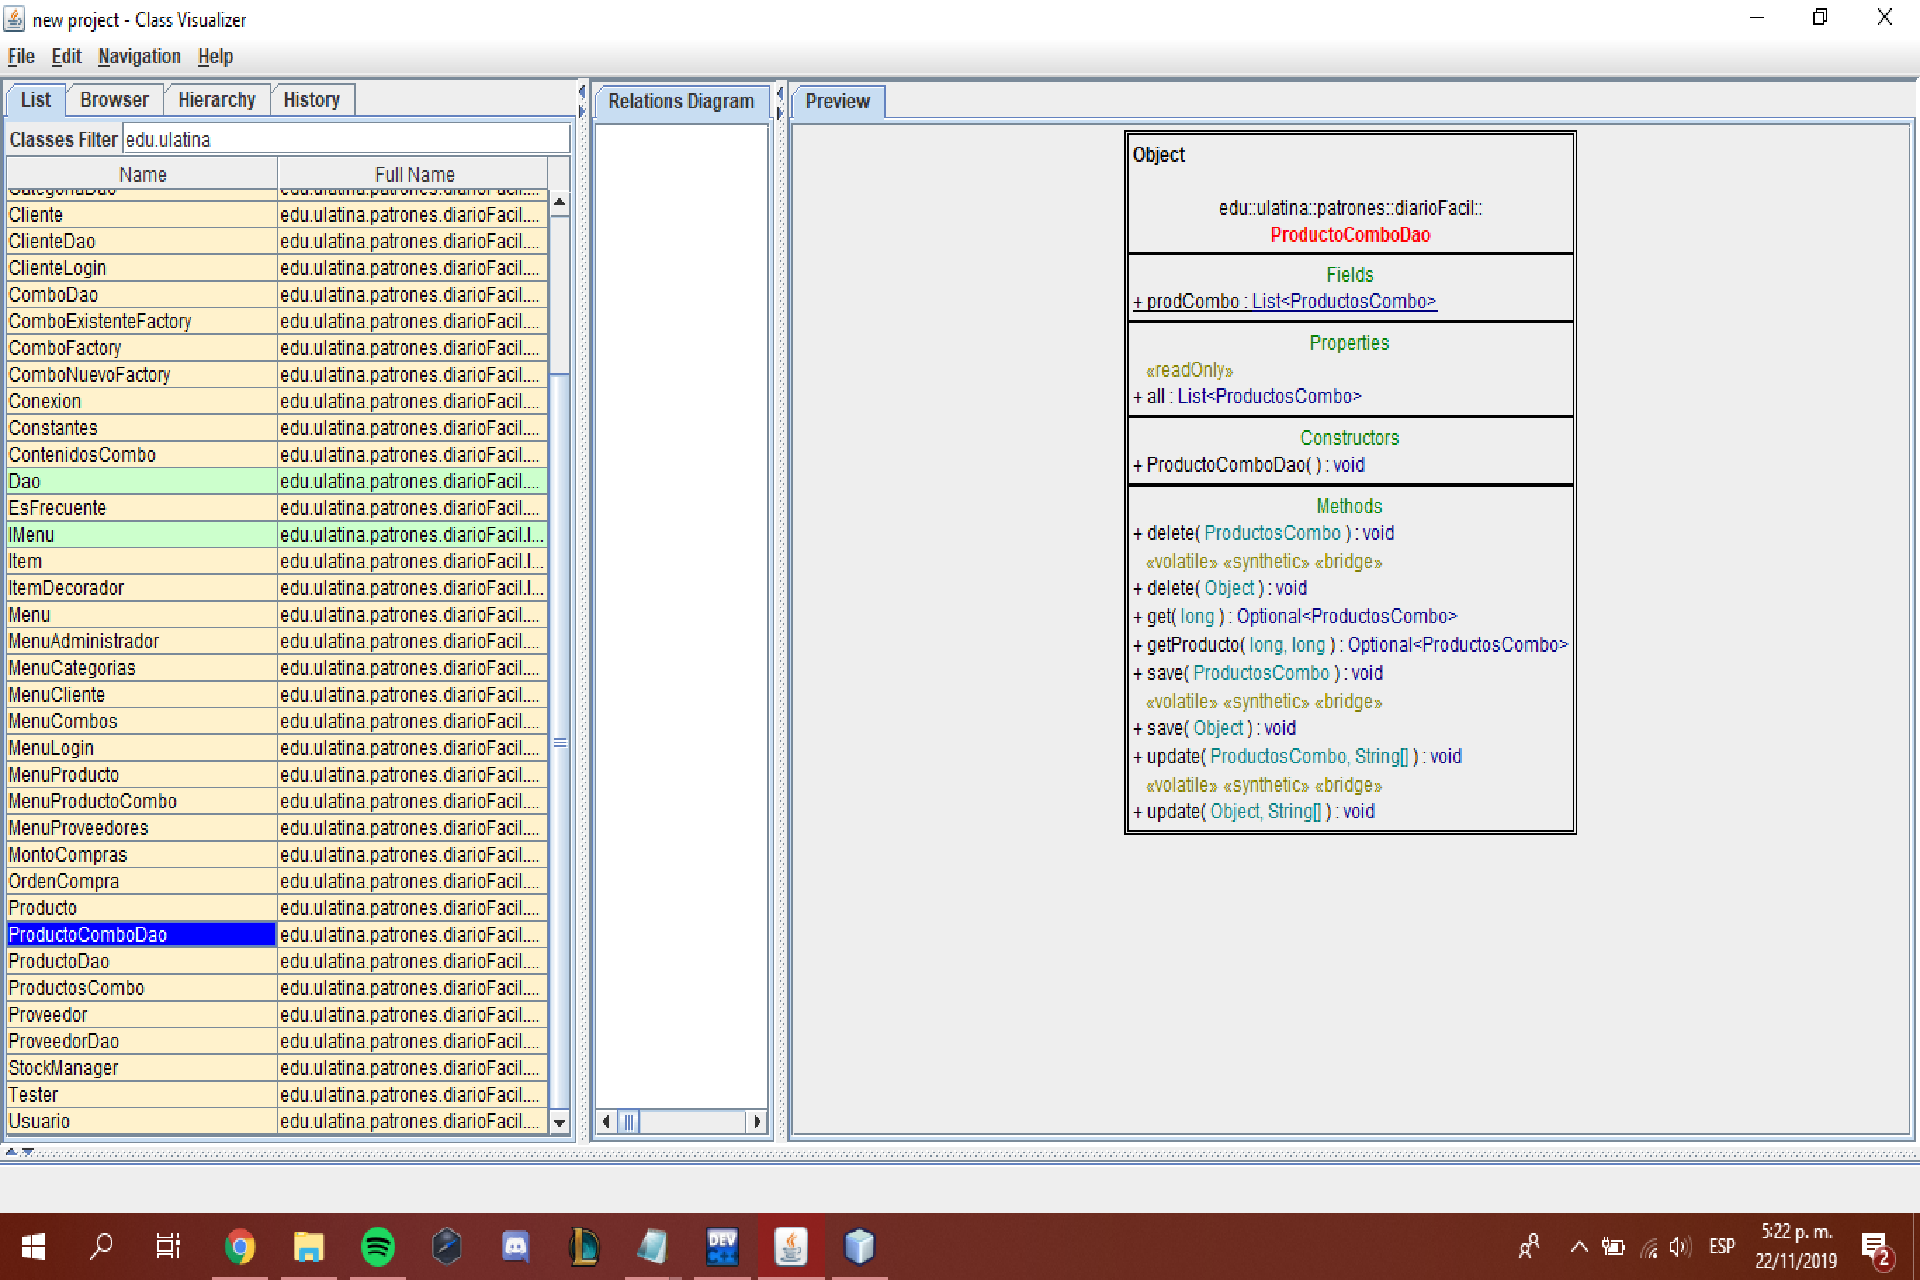 new project - Class Visualizer
File Edit Navigation Help
List Browser Hierarchy History
Classes Filter edu.ulatina
Name Full Name
CategoriaDao edu.ulatina.patrones.diarioFacil....
Cliente edu.ulatina.patrones.diarioFacil....
ClienteDao edu.ulatina.patrones.diarioFacil....
ClienteLogin edu.ulatina.patrones.diarioFacil....
ComboDao edu.ulatina.patrones.diarioFacil....
ComboExistenteFactory edu.ulatina.patrones.diarioFacil....
ComboFactory edu.ulatina.patrones.diarioFacil....
ComboNuevoFactory edu.ulatina.patrones.diarioFacil....
Conexion edu.ulatina.patrones.diarioFacil....
Constantes edu.ulatina.patrones.diarioFacil....
ContenidosCombo edu.ulatina.patrones.diarioFacil....
Dao edu.ulatina.patrones.diarioFacil....
EsFrecuente edu.ulatina.patrones.diarioFacil....
IMenu edu.ulatina.patrones.diarioFacil.I...
Item edu.ulatina.patrones.diarioFacil.I...
ItemDecorador edu.ulatina.patrones.diarioFacil.I...
Menu edu.ulatina.patrones.diarioFacil....
MenuAdministrador edu.ulatina.patrones.diarioFacil....
MenuCategorias edu.ulatina.patrones.diarioFacil....
MenuCliente edu.ulatina.patrones.diarioFacil....
MenuCombos edu.ulatina.patrones.diarioFacil....
MenuLogin edu.ulatina.patrones.diarioFacil....
MenuProducto edu.ulatina.patrones.diarioFacil....
MenuProductoCombo edu.ulatina.patrones.diarioFacil....
MenuProveedores edu.ulatina.patrones.diarioFacil....
MontoCompras edu.ulatina.patrones.diarioFacil....
OrdenCompra edu.ulatina.patrones.diarioFacil....
Producto edu.ulatina.patrones.diarioFacil....
ProductoComboDao edu.ulatina.patrones.diarioFacil....
ProductoDao edu.ulatina.patrones.diarioFacil....
ProductosCombo edu.ulatina.patrones.diarioFacil....
Proveedor edu.ulatina.patrones.diarioFacil....
ProveedorDao edu.ulatina.patrones.diarioFacil....
StockManager edu.ulatina.patrones.diarioFacil....
Tester edu.ulatina.patrones.diarioFacil....
Usuario edu.ulatina.patrones.diarioFacil....
Relations Diagram
Preview
Object
edu::ulatina::patrones::diarioFacil::
ProductoComboDao
Fields
+ prodCombo : List<ProductosCombo>
Properties
«readOnly»
+ all : List<ProductosCombo>
Constructors
+ ProductoComboDao( ) : void
Methods
+ delete( ProductosCombo ) : void
«volatile» «synthetic» «bridge»
+ delete( Object ) : void
+ get( long ) : Optional<ProductosCombo>
+ getProducto( long, long ) : Optional<ProductosCombo>
+ save( ProductosCombo ) : void
«volatile» «synthetic» «bridge»
+ save( Object ) : void
+ update( ProductosCombo, String[] ) : void
«volatile» «synthetic» «bridge»
+ update( Object, String[] ) : void
DEV C++
ESP
5:22 p. m.
22/11/2019
2